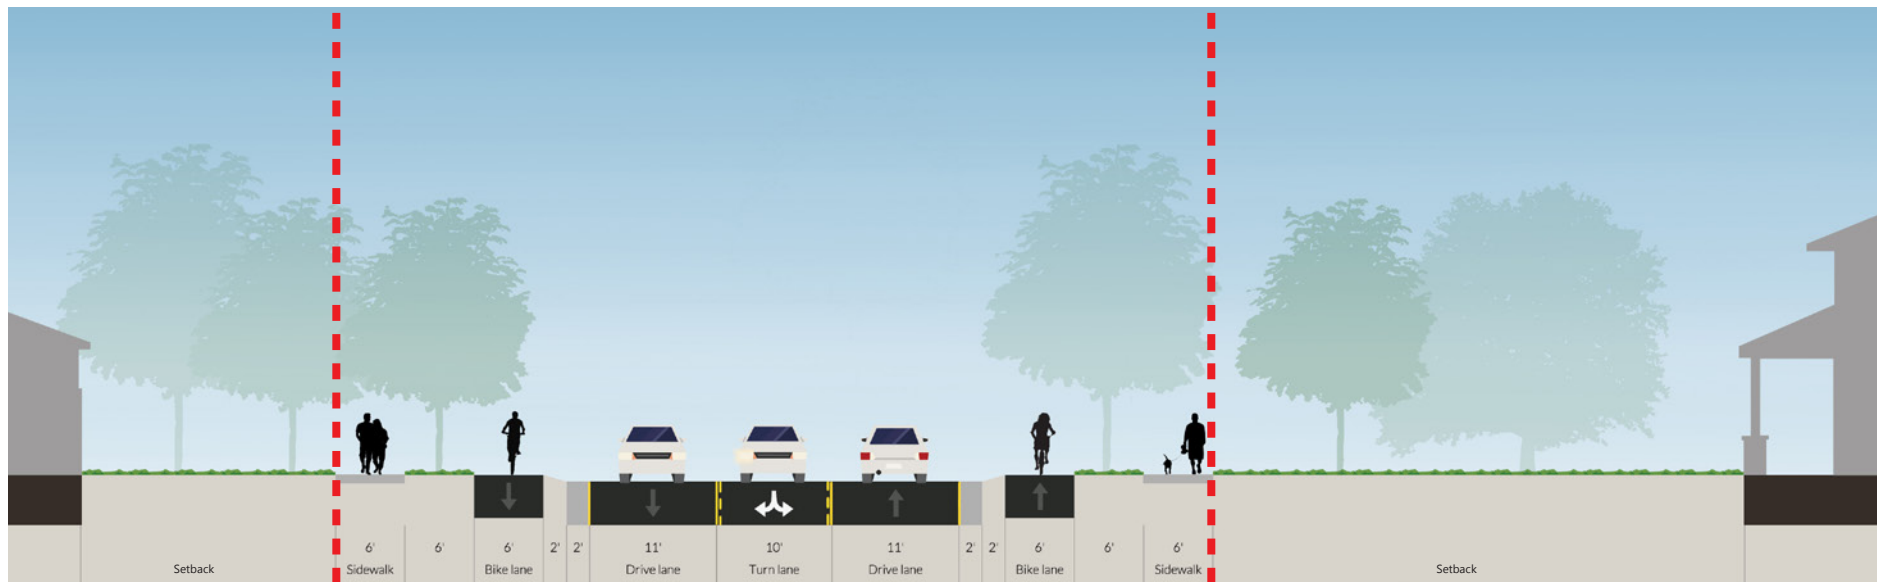 6' 6' 6' 2' 2' 11' 10' 11' 2' 2' 6' 6' 6'
Setback Sidewalk Bike lane Drive lane Turn lane Drive lane Bike lane Sidewalk Setback